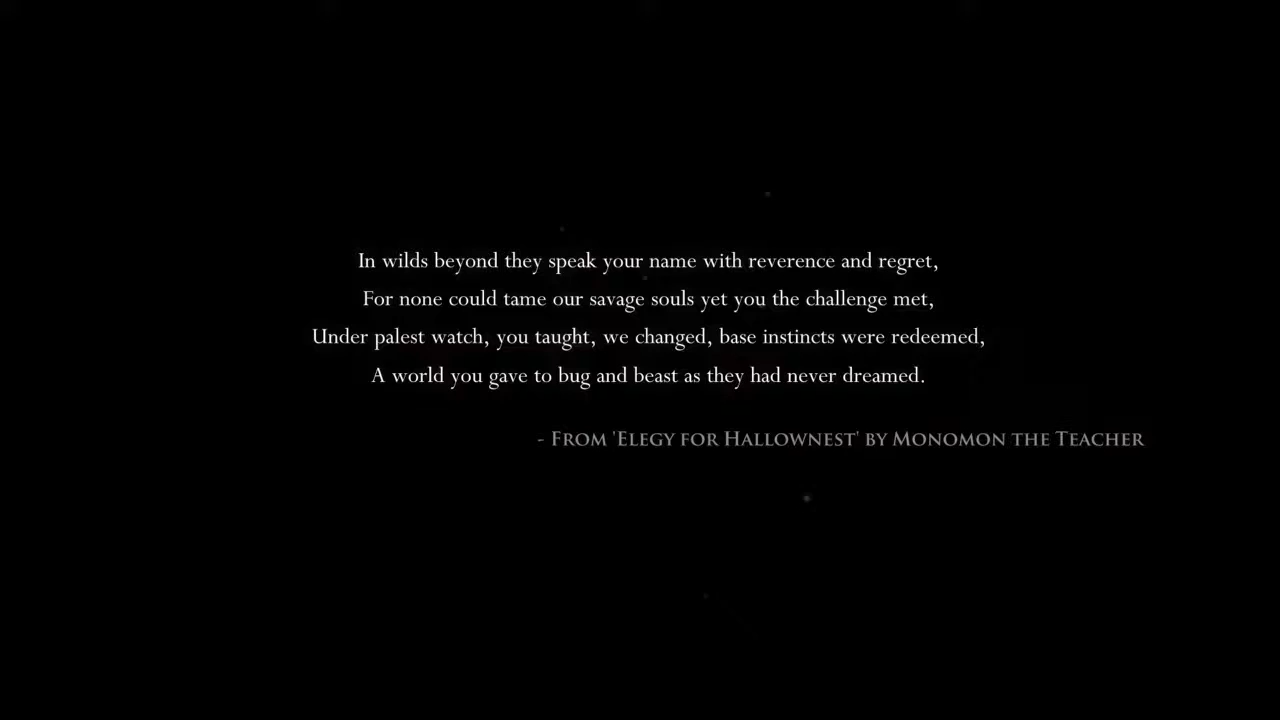 In wilds beyond they speak your name with reverence and regret,
For none could tame our savage souls yet you the challenge met,
Under palest watch, you taught, we changed, base instincts were redeemed,
A world you gave to bug and beast as they had never dreamed.
- From 'Elegy for Hallownest' by Monomon the Teacher